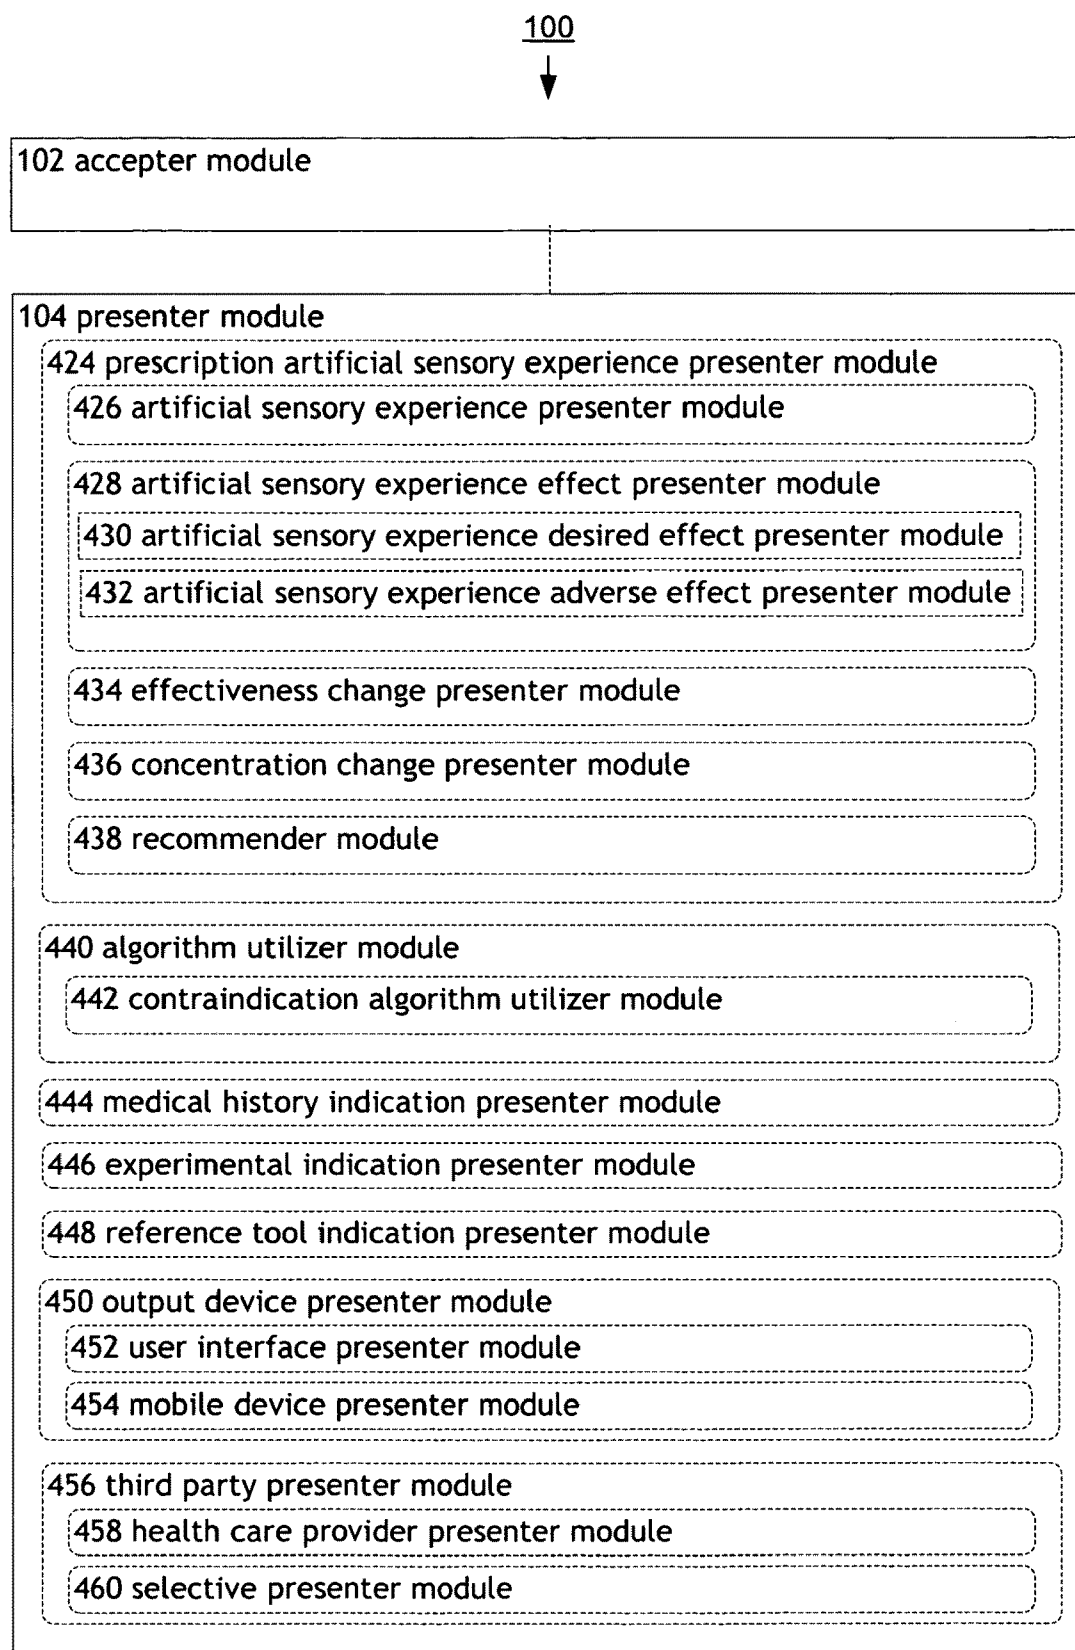 100
102 accepter module
104 presenter module
424 prescription artificial sensory experience presenter module
426 artificial sensory experience presenter module
428 artificial sensory experience effect presenter module
430 artificial sensory experience desired effect presenter module
432 artificial sensory experience adverse effect presenter module
434 effectiveness change presenter module
436 concentration change presenter module
438 recommender module
440 algorithm utilizer module
442 contraindication algorithm utilizer module
444 medical history indication presenter module
446 experimental indication presenter module
448 reference tool indication presenter module
450 output device presenter module
452 user interface presenter module
454 mobile device presenter module
456 third party presenter module
458 health care provider presenter module
460 selective presenter module